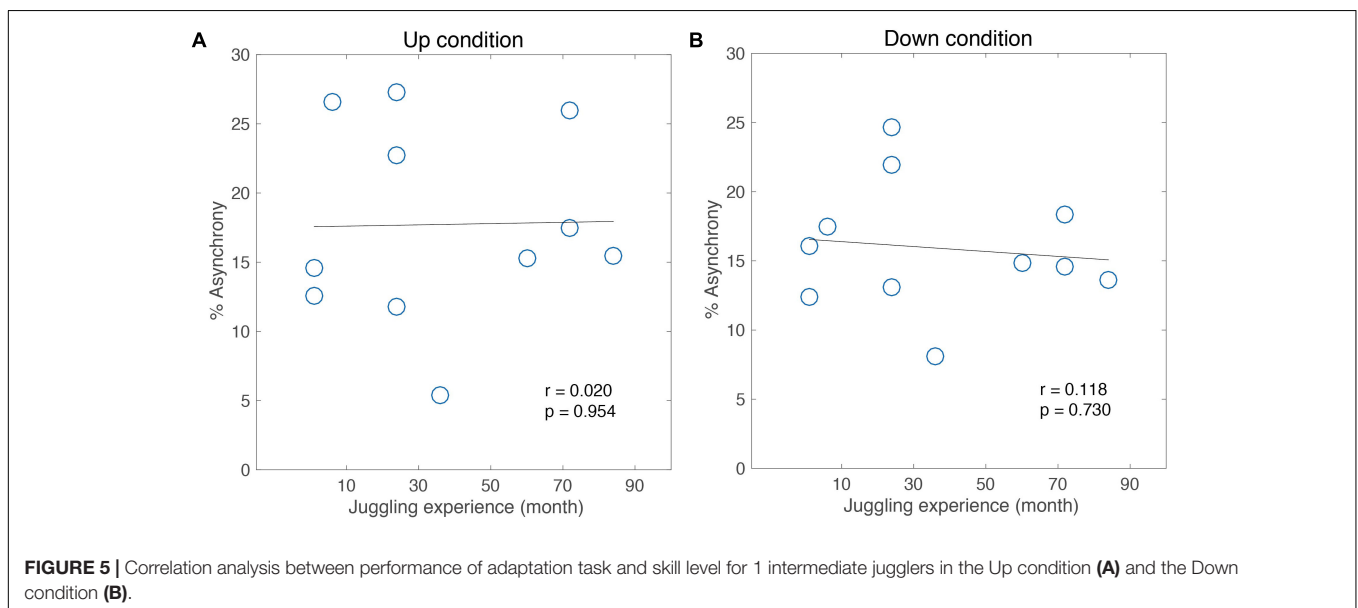 A
Up condition
30
25
20
15
10
5
0
% Asynchrony
10 30 50 70 90
Juggling experience (month)
r = 0.020
p = 0.954
B
Down condition
30
25
20
15
10
5
0
% Asynchrony
10 30 50 70 90
Juggling experience (month)
r = 0.118
p = 0.730
FIGURE 5 | Correlation analysis between performance of adaptation task and skill level for 1 intermediate jugglers in the Up condition (A) and the Down
condition (B).